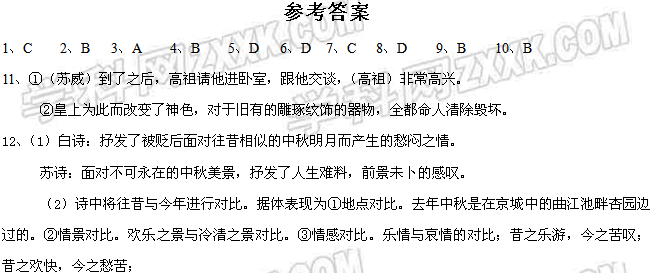 参考答案
1、C 2、B 3、A 4、B 5、D 6、D 7、C 8、D 9、B 10、B
11、①（苏威）到了之后，高祖请他进卧室，跟他交谈，（高祖）非常高兴。
②皇上为此而改变了神色，对于旧有的雕琢纹饰的器物，全都命人清除毁坏。
12、（1）白诗：抒发了被贬后面对往昔相似的中秋明月而产生的愁闷之情。
苏诗：面对不可永在的中秋美景，抒发了人生难料，前景未卜的感叹。
（2）诗中将往昔与今年进行对比。据体表现为①地点对比。去年中秋是在京城中的曲江池畔杏园边
过的。②情景对比。欢乐之景与冷清之景对比。③情感对比。乐情与哀情的对比；昔之乐游，今之苦叹；
昔之欢快，今之愁苦；